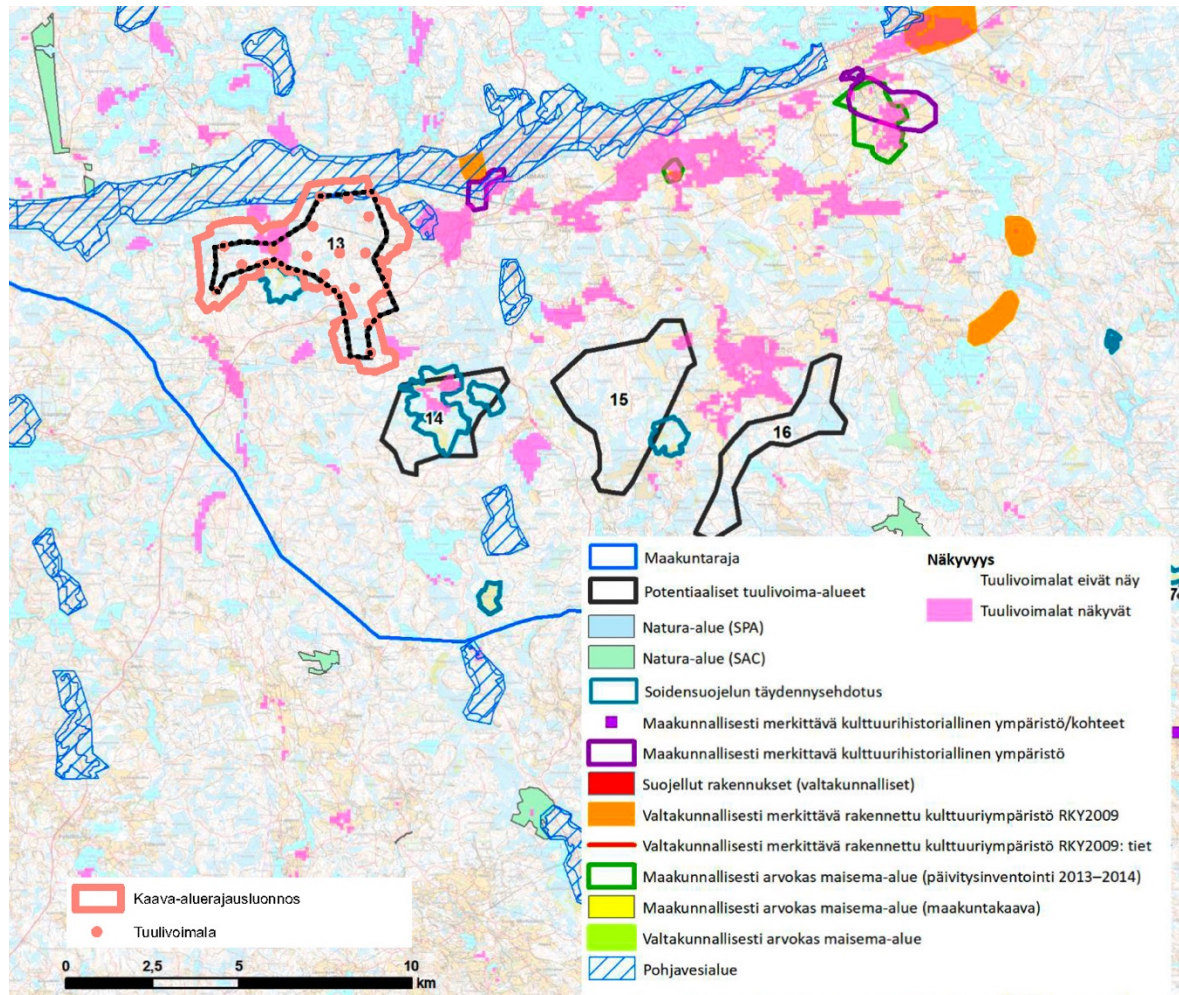 13
14
15
16
Maakuntaraja
Potentiaaliset tuulivoima-alueet
Natura-alue (SPA)
Natura-alue (SAC)
Soidensuojelun täydennysehdotus
Maakunnallisesti merkittävä kulttuurihistoriallinen ympäristö/kohteet
Maakunnallisesti merkittävä kulttuurihistoriallinen ympäristö
Suojellut rakennukset (valtakunnalliset)
Valtakunnallisesti merkittävä rakennettu kulttuuriympäristö RKY2009
Valtakunnallisesti merkittävä rakennettu kulttuuriympäristö RKY2009: tiet
Maakunnallisesti arvokas maisema-alue (päivitysinventointi 2013–2014)
Maakunnallisesti arvokas maisema-alue (maakuntakaava)
Valtakunnallisesti arvokas maisema-alue
Pohjavesialue
Näkyvyys
Tuulivoimalat eivät näy
Tuulivoimalat näkyvät
Kaava-aluerajausluonnos
Tuulivoimala
0 2,5 5 10
km